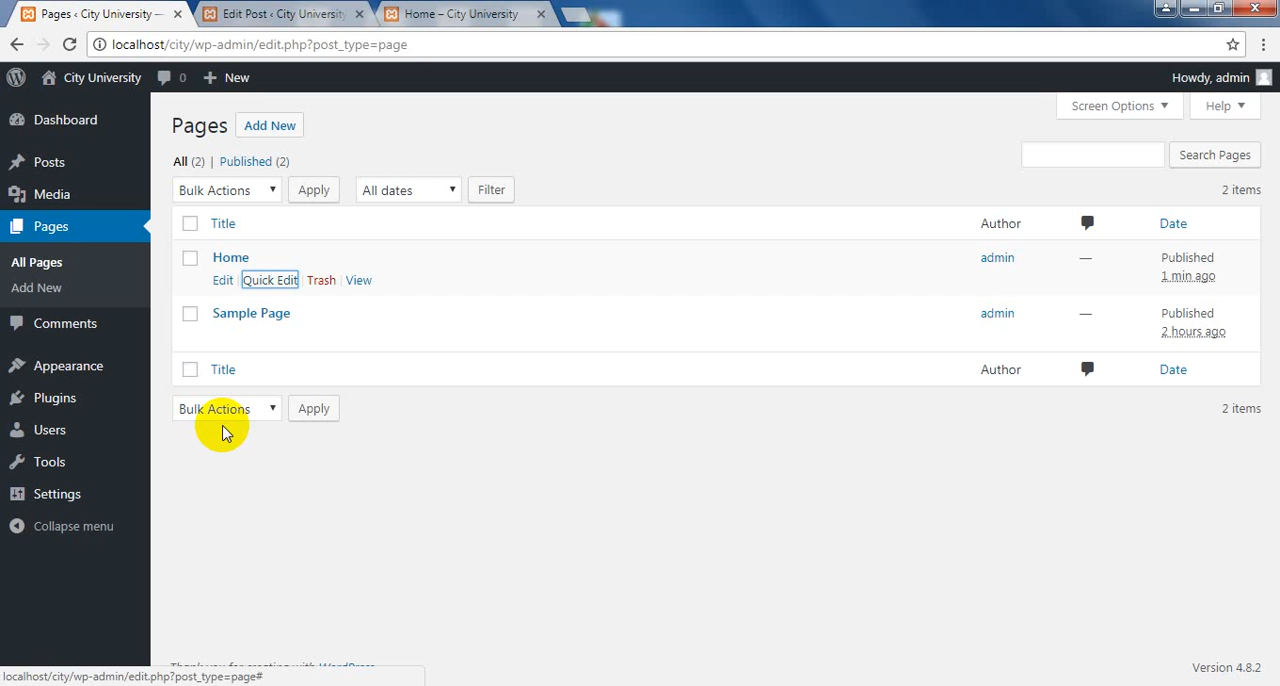 Pages ‹ City University —
Edit Post ‹ City University
Home – City University
localhost/city/wp-admin/edit.php?post_type=page
City University
0
New
Howdy, admin
Dashboard
Posts
Media
Pages
All Pages
Add New
Comments
Appearance
Plugins
Users
Tools
Settings
Collapse menu
Screen Options
Help
Pages Add New
All (2) | Published (2)
Search Pages
Bulk Actions Apply All dates Filter 2 items
Title Author Date
Home admin — Published
Edit | Quick Edit | Trash | View 1 min ago
Sample Page admin — Published
2 hours ago
Title Author Date
Bulk Actions Apply 2 items
Thank you for creating with WordPress
Version 4.8.2
localhost/city/wp-admin/edit.php?post_type=page#